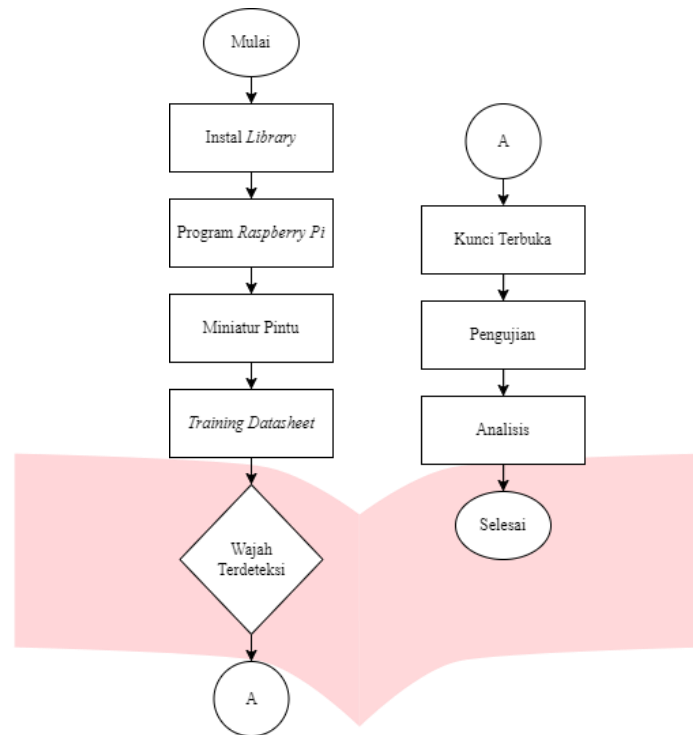 Mulai
Instal Library
Program Raspberry Pi
Miniatur Pintu
Training Datasheet
Wajah
Terdeteksi
A
A
Kunci Terbuka
Pengujian
Analisis
Selesai